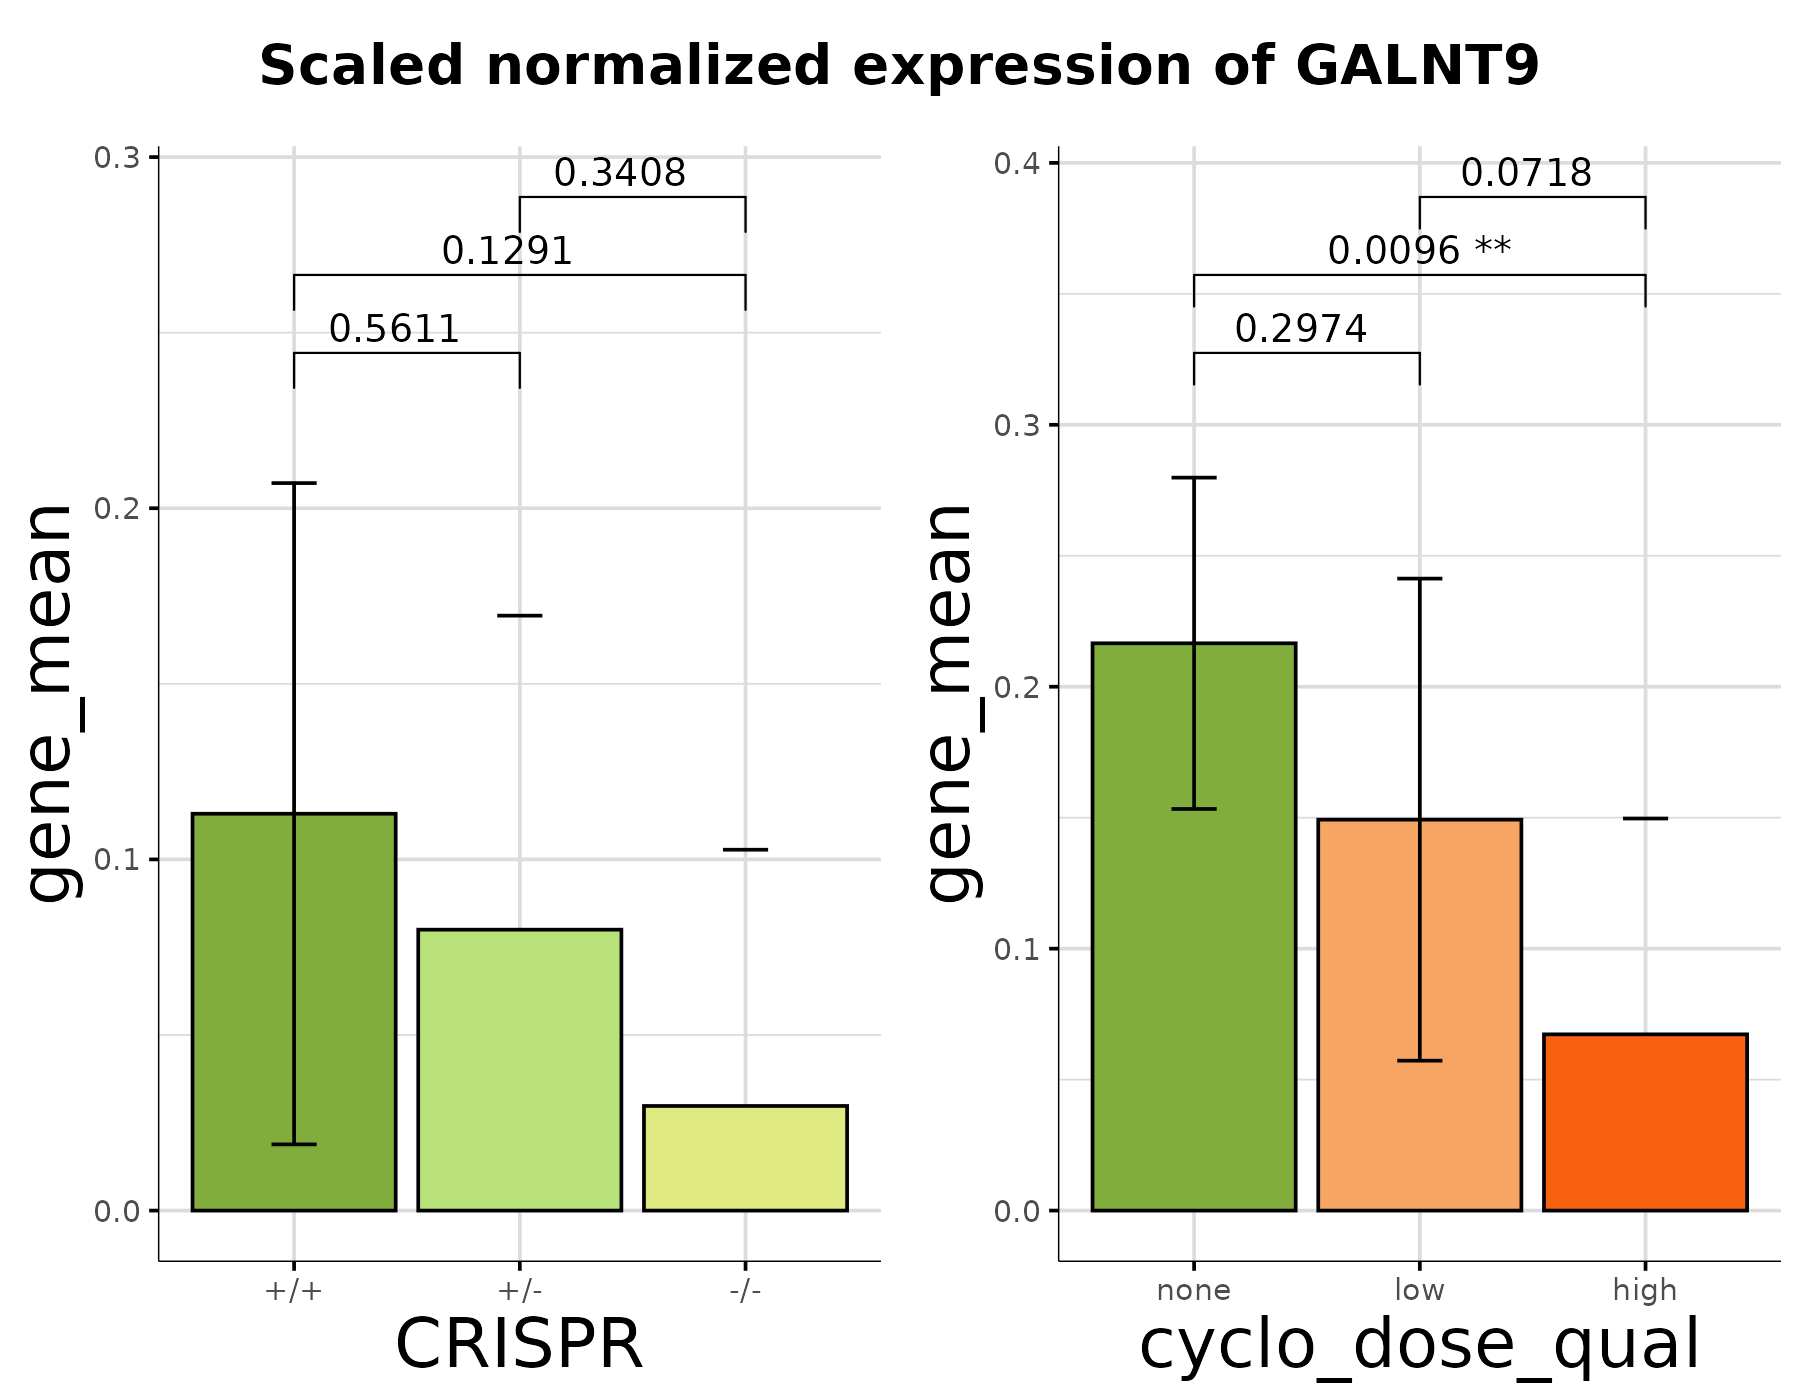 Scaled normalized expression of GALNT9
gene_mean
0.3
0.2
0.1
0.0
0.3408
0.1291
0.5611
+/+
+/-
-/-
CRISPR
gene_mean
0.4
0.3
0.2
0.1
0.0
0.0718
0.0096 **
0.2974
none
low
high
cyclo_dose_qual